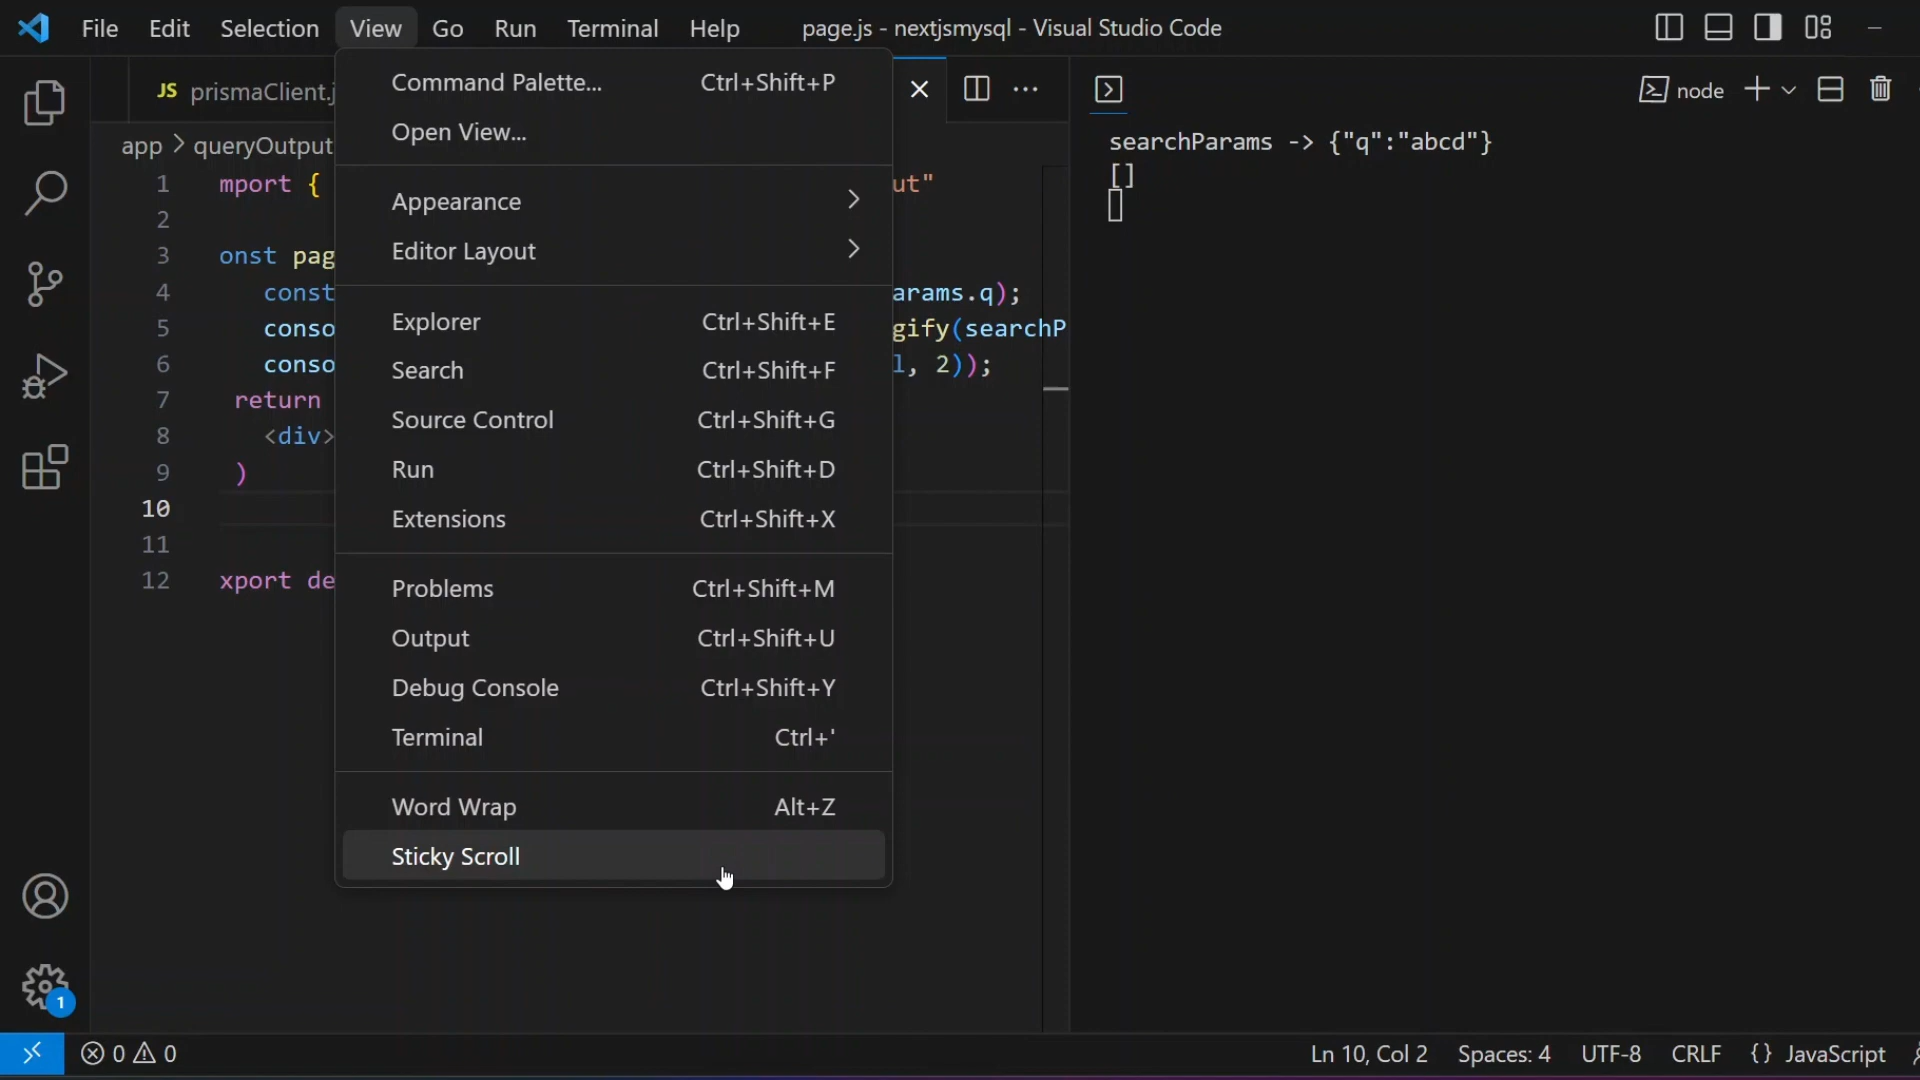 File Edit Selection View Go Run Terminal Help page.js - nextjsmysql - Visual Studio Code
JS prismaClient.j
app > queryOutput
1 mport { ut"
2
3 onst pag
4 const arams.q);
5 conso gify(searchP
6 conso l, 2));
7 return
8 <div>
9 )
10
11
12 xport de
Command Palette... Ctrl+Shift+P
Open View...
Appearance >
Editor Layout >
Explorer Ctrl+Shift+E
Search Ctrl+Shift+F
Source Control Ctrl+Shift+G
Run Ctrl+Shift+D
Extensions Ctrl+Shift+X
Problems Ctrl+Shift+M
Output Ctrl+Shift+U
Debug Console Ctrl+Shift+Y
Terminal Ctrl+'
Word Wrap Alt+Z
Sticky Scroll
node
searchParams -> {"q":"abcd"}
[]
1
0 0
Ln 10, Col 2 Spaces: 4 UTF-8 CRLF {} JavaScript